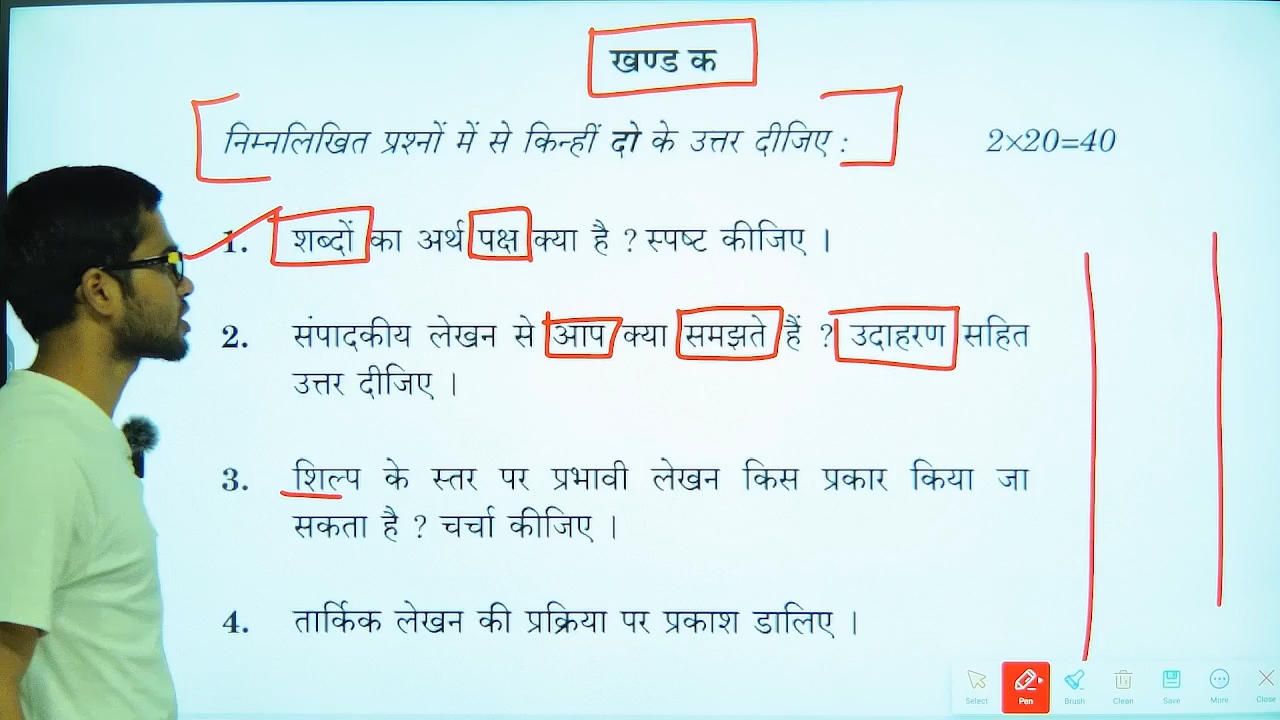 खण्ड क
निम्नलिखित प्रश्नों में से किन्हीं दो के उत्तर दीजिए : 2×20=40
1. शब्दों का अर्थ पक्ष क्या है ? स्पष्ट कीजिए ।
2. संपादकीय लेखन से आप क्या समझते हैं ? उदाहरण सहित
उत्तर दीजिए ।
3. शिल्प के स्तर पर प्रभावी लेखन किस प्रकार किया जा
सकता है ? चर्चा कीजिए ।
4. तार्किक लेखन की प्रक्रिया पर प्रकाश डालिए ।
Select Pen Brush Clean Save More Close